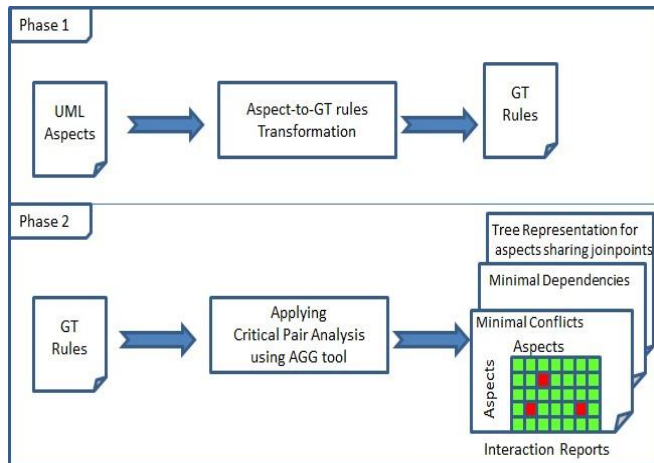 Phase 1
UML
Aspects
Aspect-to-GT rules
Transformation
GT
Rules
Phase 2
GT
Rules
Applying
Critical Pair Analysis
using AGG tool
Tree Representation for
aspects sharing joinpoints
Minimal Dependencies
Minimal Conflicts
Aspects
Aspects
Interaction Reports